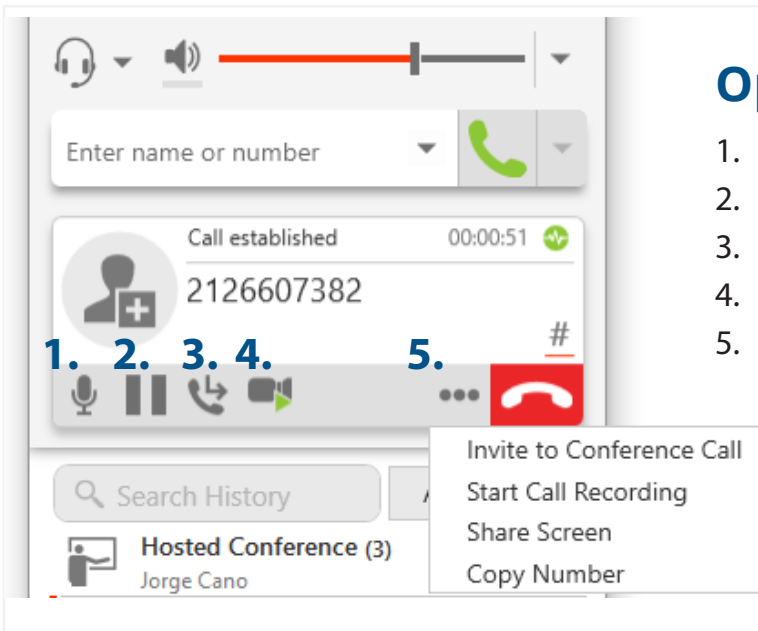 Op
Enter name or number
1.
2.
3.
4.
5.
Call established 00:00:51
2126607382
#
1. 2. 3. 4. 5.
Invite to Conference Call
Search History A
Start Call Recording
Share Screen
Hosted Conference (3)
Copy Number
Jorge Cano